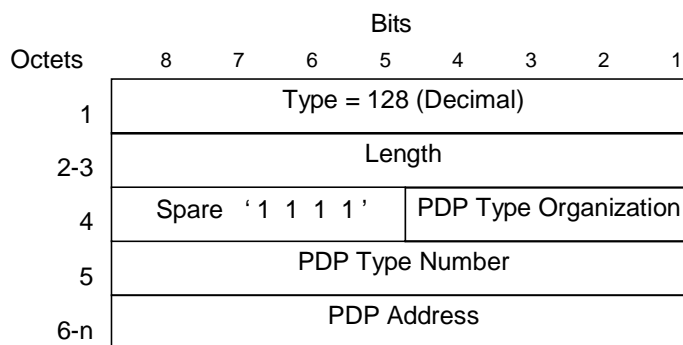 Bits
Octets 8 7 6 5 4 3 2 1
1 Type = 128 (Decimal)
2-3 Length
4 Spare ‘ 1 1 1 1 ’ PDP Type Organization
5 PDP Type Number
6-n PDP Address